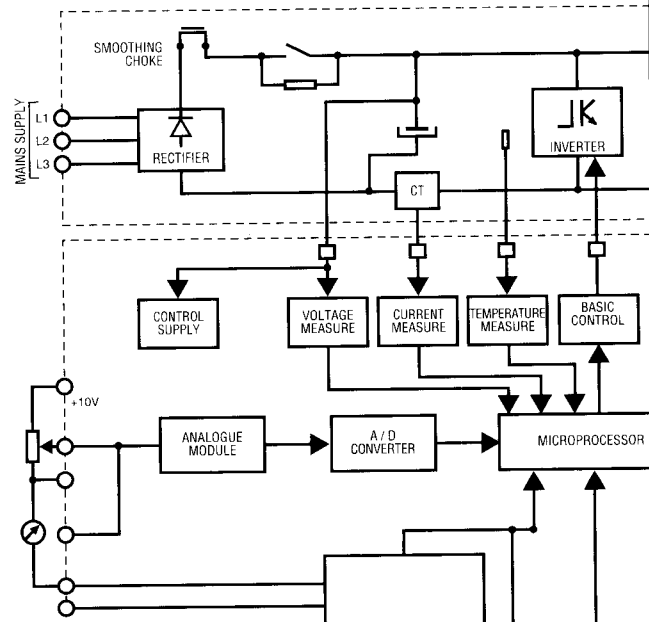 SMOOTHING
CHOKE
MAINS SUPPLY
L1
L2
L3
RECTIFIER
INVERTER
CT
CONTROL
SUPPLY
VOLTAGE
MEASURE
CURRENT
MEASURE
TEMPERATURE
MEASURE
BASIC
CONTROL
+10V
ANALOGUE
MODULE
A / D
CONVERTER
MICROPROCESSOR